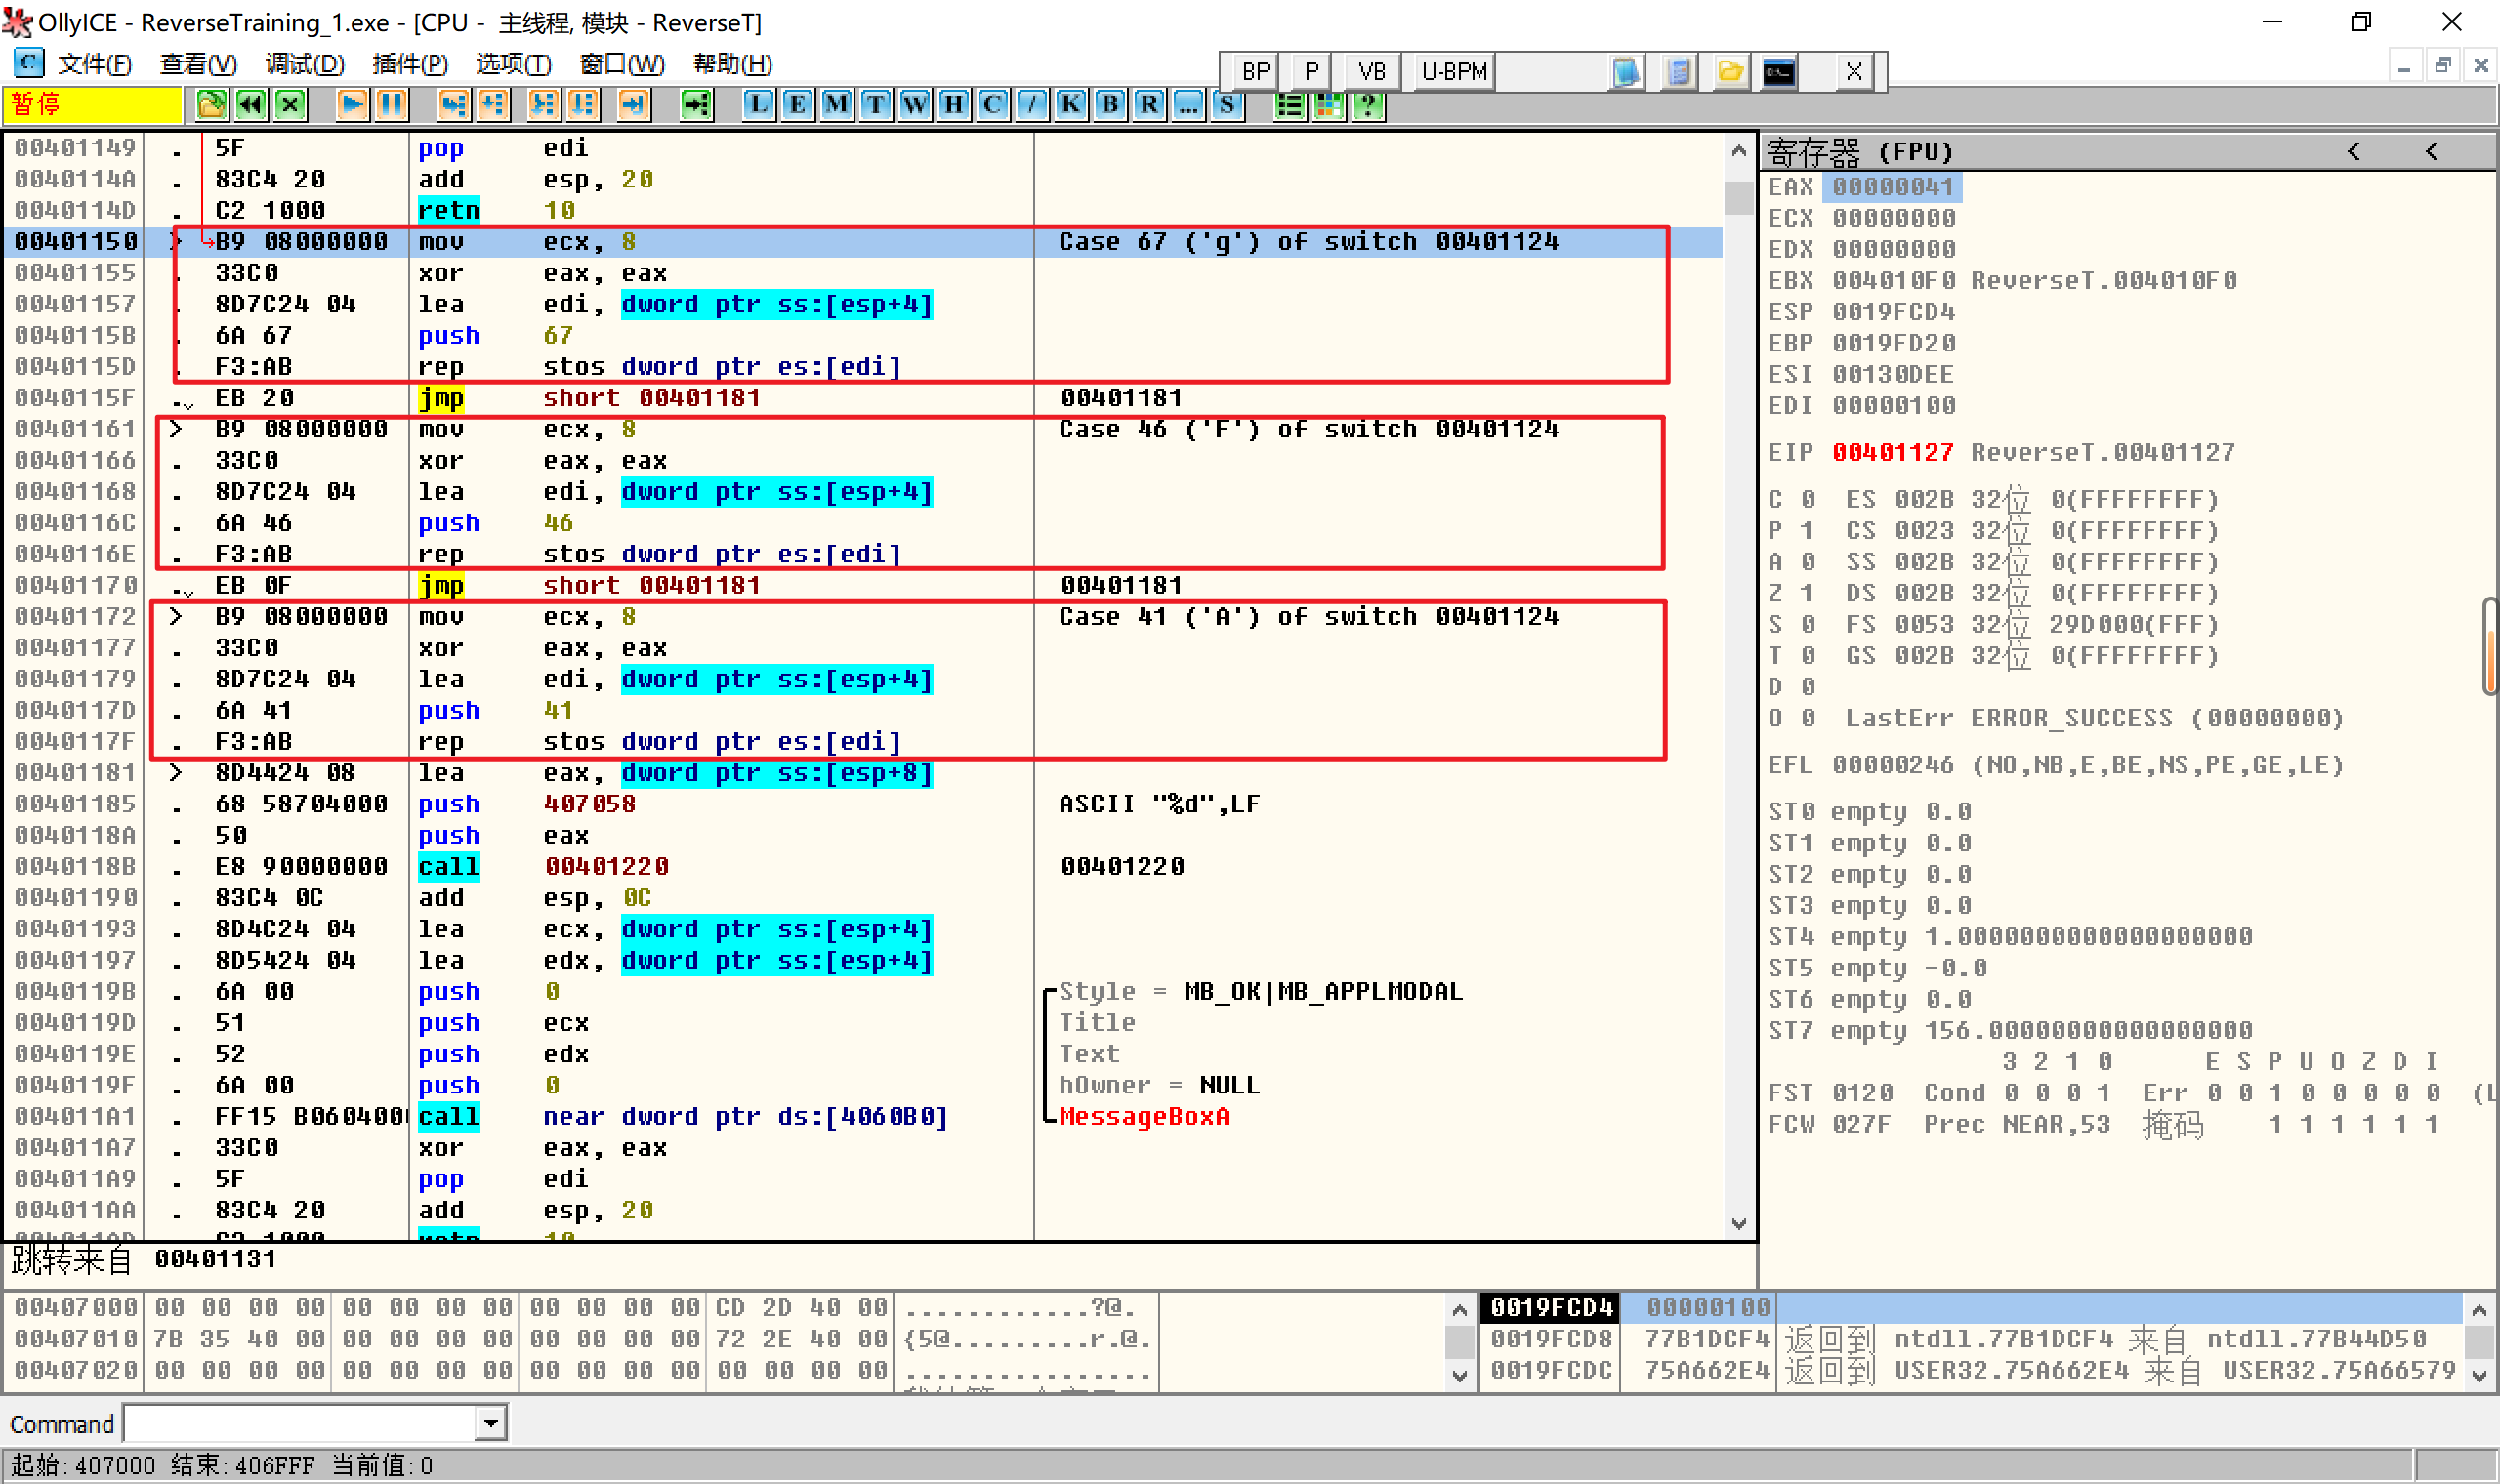 OllyICE - ReverseTraining_1.exe - [CPU - 主线程, 模块 - ReverseT]
C 文件(F) 查看(V) 调试(D) 插件(P) 选项(T) 窗口(W) 帮助(H)
BP P VB U-BPM X
暂停 L E M T W H C / K B R ... S ?
00401149 . 5F pop edi
0040114A . 83C4 20 add esp, 20
0040114D . C2 1000 retn 10
00401150 > B9 08000000 mov ecx, 8 Case 67 ('g') of switch 00401124
00401155 . 33C0 xor eax, eax
00401157 . 8D7C24 04 lea edi, dword ptr ss:[esp+4]
0040115B . 6A 67 push 67
0040115D . F3:AB rep stos dword ptr es:[edi]
0040115F . EB 20 jmp short 00401181 00401181
00401161 > B9 08000000 mov ecx, 8 Case 46 ('F') of switch 00401124
00401166 . 33C0 xor eax, eax
00401168 . 8D7C24 04 lea edi, dword ptr ss:[esp+4]
0040116C . 6A 46 push 46
0040116E . F3:AB rep stos dword ptr es:[edi]
00401170 . EB 0F jmp short 00401181 00401181
00401172 > B9 08000000 mov ecx, 8 Case 41 ('A') of switch 00401124
00401177 . 33C0 xor eax, eax
00401179 . 8D7C24 04 lea edi, dword ptr ss:[esp+4]
0040117D . 6A 41 push 41
0040117F . F3:AB rep stos dword ptr es:[edi]
00401181 > 8D4424 08 lea eax, dword ptr ss:[esp+8]
00401185 . 68 58704000 push 407058 ASCII "%d",LF
0040118A . 50 push eax
0040118B . E8 90000000 call 00401220 00401220
00401190 . 83C4 0C add esp, 0C
00401193 . 8D4C24 04 lea ecx, dword ptr ss:[esp+4]
00401197 . 8D5424 04 lea edx, dword ptr ss:[esp+4]
0040119B . 6A 00 push 0 Style = MB_OK|MB_APPLMODAL
0040119D . 51 push ecx Title
0040119E . 52 push edx Text
0040119F . 6A 00 push 0 hOwner = NULL
004011A1 . FF15 B060400 call near dword ptr ds:[4060B0] MessageBoxA
004011A7 . 33C0 xor eax, eax
004011A9 . 5F pop edi
004011AA . 83C4 20 add esp, 20
004011AD . C2 1000 retn 10
跳转来自 00401131
寄存器 (FPU) < <
EAX 00000041
ECX 00000000
EDX 00000000
EBX 004010F0 ReverseT.004010F0
ESP 0019FCD4
EBP 0019FD20
ESI 00130DEE
EDI 00000100
EIP 00401127 ReverseT.00401127
C 0 ES 002B 32位 0(FFFFFFFF)
P 1 CS 0023 32位 0(FFFFFFFF)
A 0 SS 002B 32位 0(FFFFFFFF)
Z 1 DS 002B 32位 0(FFFFFFFF)
S 0 FS 0053 32位 29D000(FFF)
T 0 GS 002B 32位 0(FFFFFFFF)
D 0
O 0 LastErr ERROR_SUCCESS (00000000)
EFL 00000246 (NO,NB,E,BE,NS,PE,GE,LE)
ST0 empty 0.0
ST1 empty 0.0
ST2 empty 0.0
ST3 empty 0.0
ST4 empty 1.0000000000000000000
ST5 empty -0.0
ST6 empty 0.0
ST7 empty 156.00000000000000000
3 2 1 0 E S P U O Z D I
FST 0120 Cond 0 0 0 1 Err 0 0 1 0 0 0 0 0 (L
FCW 027F Prec NEAR,53 掩码 1 1 1 1 1 1
00407000 00 00 00 00 00 00 00 00 00 00 00 00 CD 2D 40 00 ............?@.
00407010 7B 35 40 00 00 00 00 00 00 00 00 00 72 2E 40 00 {5@.........r.@.
00407020 00 00 00 00 00 00 00 00 00 00 00 00 00 00 00 00 ................
0019FCD4 00000100
0019FCD8 77B1DCF4 返回到 ntdll.77B1DCF4 来自 ntdll.77B44D50
0019FCDC 75A662E4 返回到 USER32.75A662E4 来自 USER32.75A66579
Command
起始: 407000 结束: 406FFF 当前值: 0